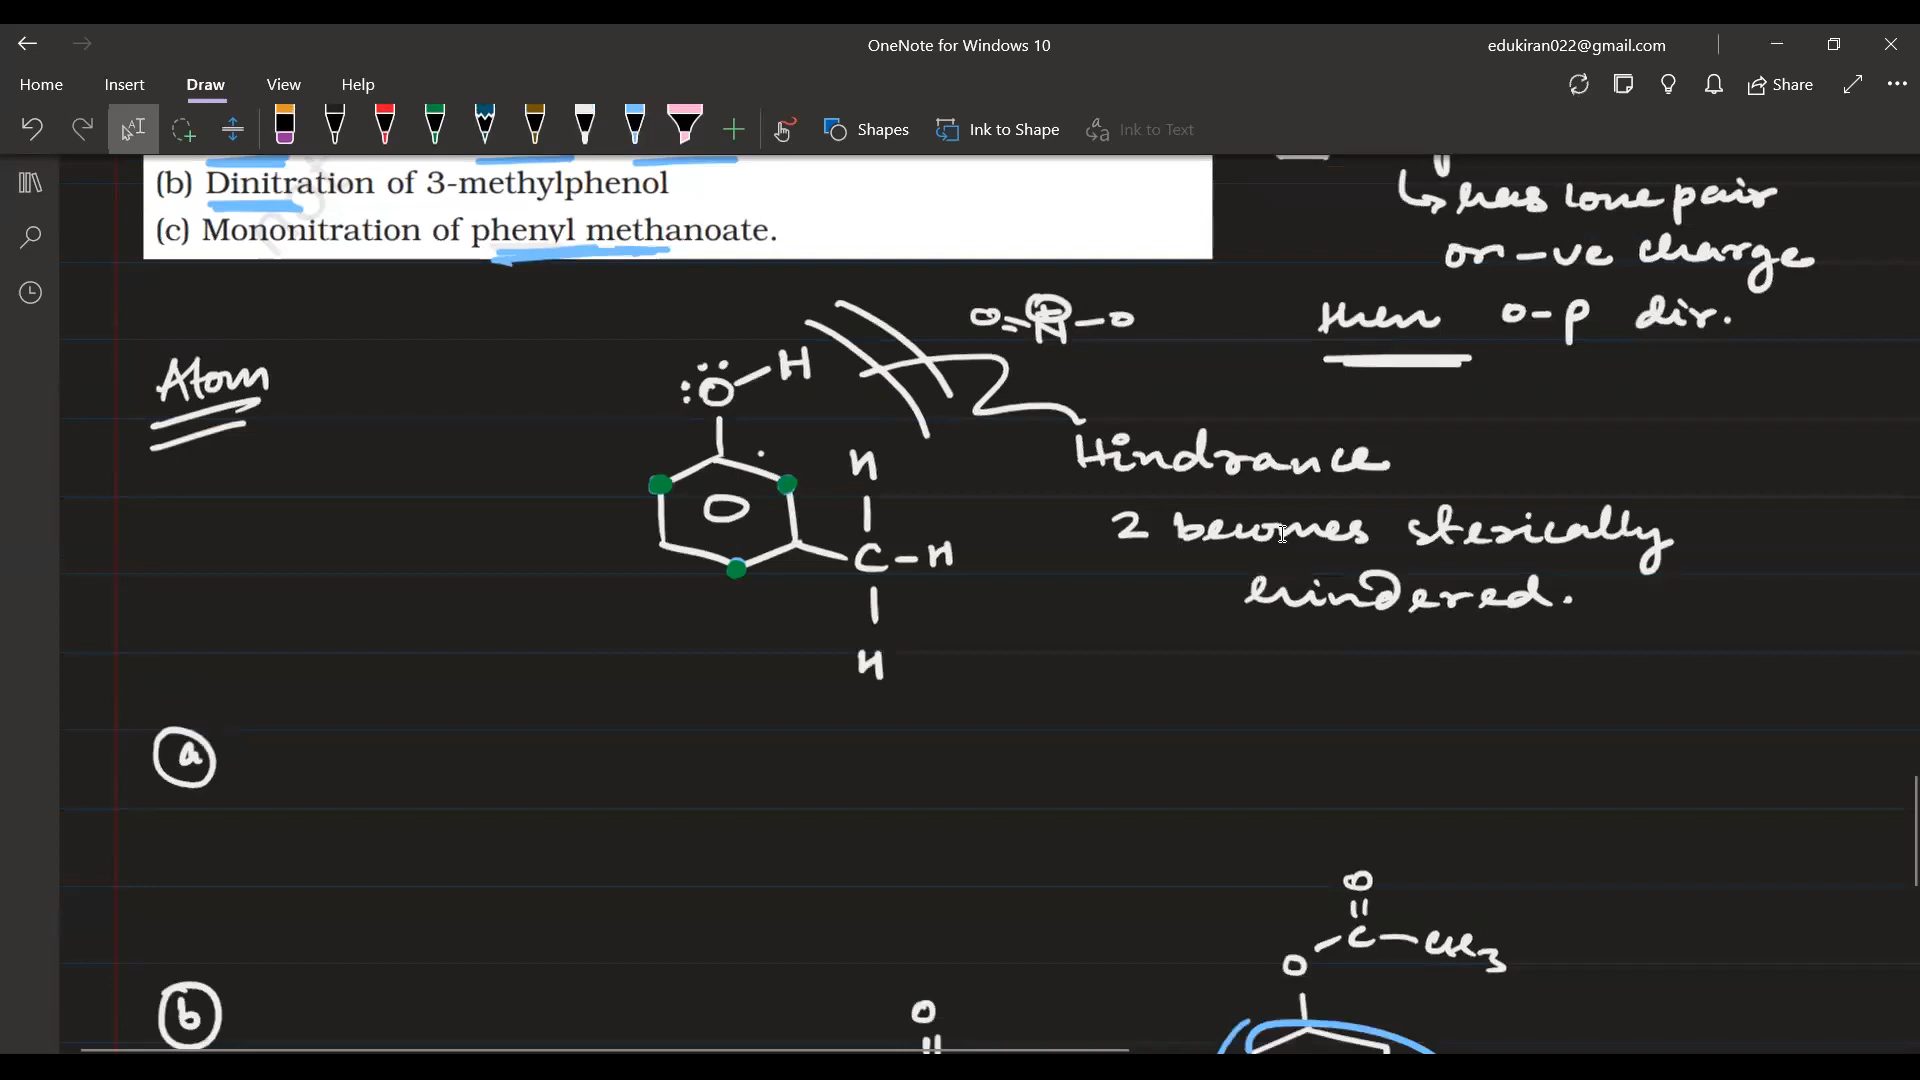 OneNote for Windows 10
edukiran022@gmail.com
Home Insert Draw View Help
Share
Shapes Ink to Shape Ink to Text
(b) Dinitration of 3-methylphenol
(c) Mononitration of phenyl methanoate.
has lone pair
or -ve charge
then o-p dir.
O=N-O
Atom
:O-H
Hindrance
H
2 becomes sterically
C-H
hindered.
H
a
O
C-CH3
O
b
O